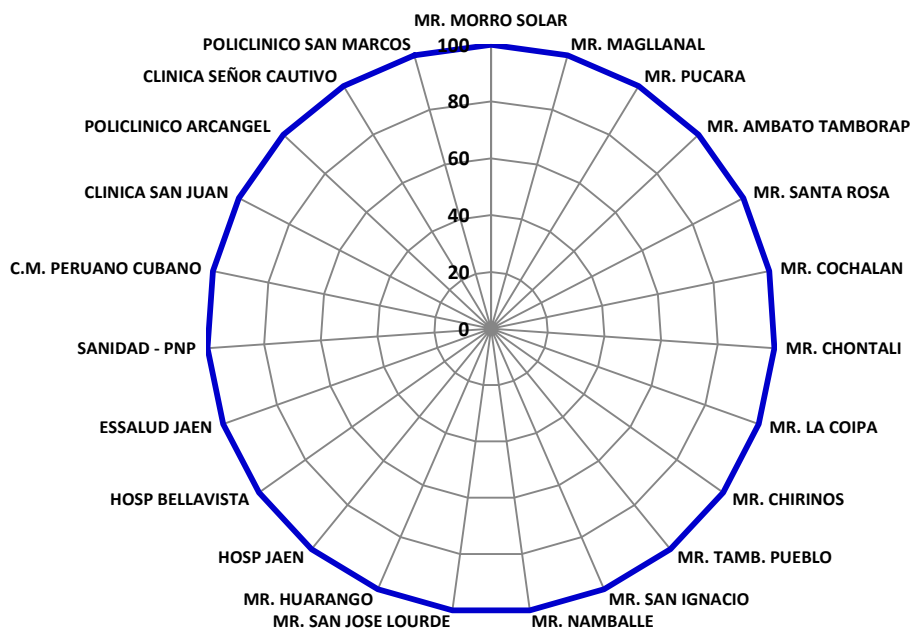 MR. MORRO SOLAR
POLICLINICO SAN MARCOS
MR. MAGLLANAL
CLINICA SEÑOR CAUTIVO
MR. PUCARA
POLICLINICO ARCANGEL
MR. AMBATO TAMBORAP
CLINICA SAN JUAN
MR. SANTA ROSA
C.M. PERUANO CUBANO
MR. COCHALAN
SANIDAD - PNP
MR. CHONTALI
ESSALUD JAEN
MR. LA COIPA
HOSP BELLAVISTA
MR. CHIRINOS
HOSP JAEN
MR. TAMB. PUEBLO
MR. HUARANGO
MR. SAN IGNACIO
MR. SAN JOSE LOURDE
MR. NAMBALLE
100
80
60
40
20
0